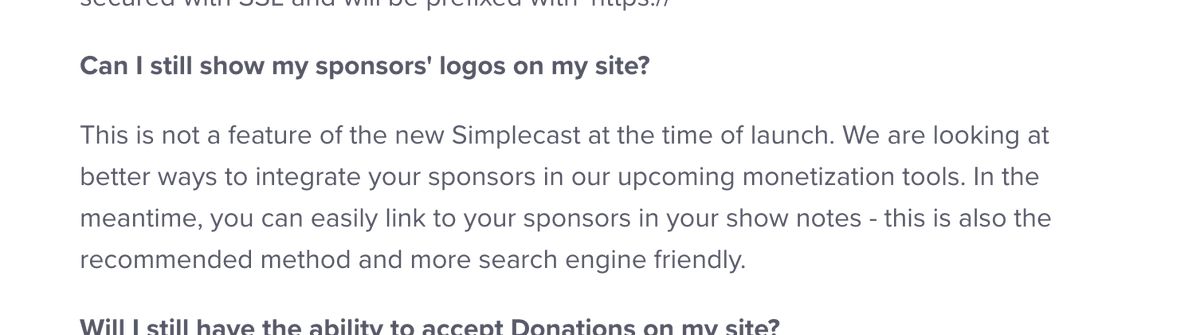 secured with SSL and will be prefixed with 'https://'
Can I still show my sponsors' logos on my site?
This is not a feature of the new Simplecast at the time of launch. We are looking at
better ways to integrate your sponsors in our upcoming monetization tools. In the
meantime, you can easily link to your sponsors in your show notes - this is also the
recommended method and more search engine friendly.
Will I still have the ability to accept Donations on my site?